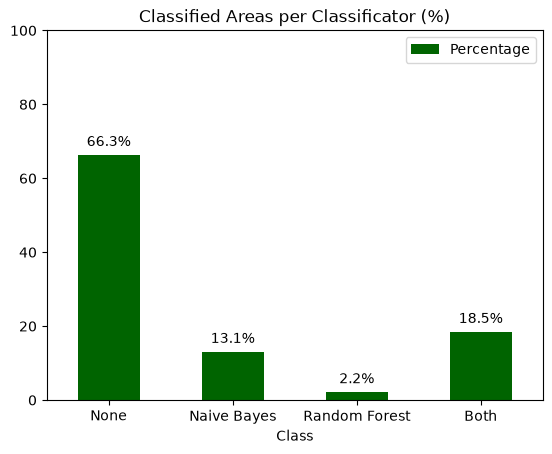 Classified Areas per Classificator (%)
Percentage
100
80
60
40
20
0
66.3%
13.1%
2.2%
18.5%
None
Naive Bayes
Random Forest
Both
Class